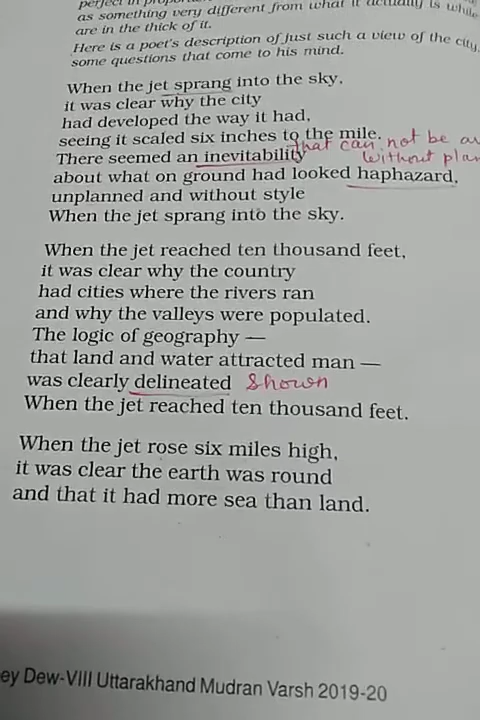 perfect in
as something very different from what it actually is while
are in the thick of it.
Here is a poet's description of just such a view of the city,
some questions that come to his mind.
When the jet sprang into the sky,
it was clear why the city
had developed the way it had,
seeing it scaled six inches to the mile.
that can not be
There seemed an inevitability
without
about what on ground had looked haphazard,
unplanned and without style
When the jet sprang into the sky.
When the jet reached ten thousand feet,
it was clear why the country
had cities where the rivers ran
and why the valleys were populated.
The logic of geography —
that land and water attracted man —
was clearly delineated shown
When the jet reached ten thousand feet.
When the jet rose six miles high,
it was clear the earth was round
and that it had more sea than land.
ey Dew-VIII Uttarakhand Mudran Varsh 2019-20